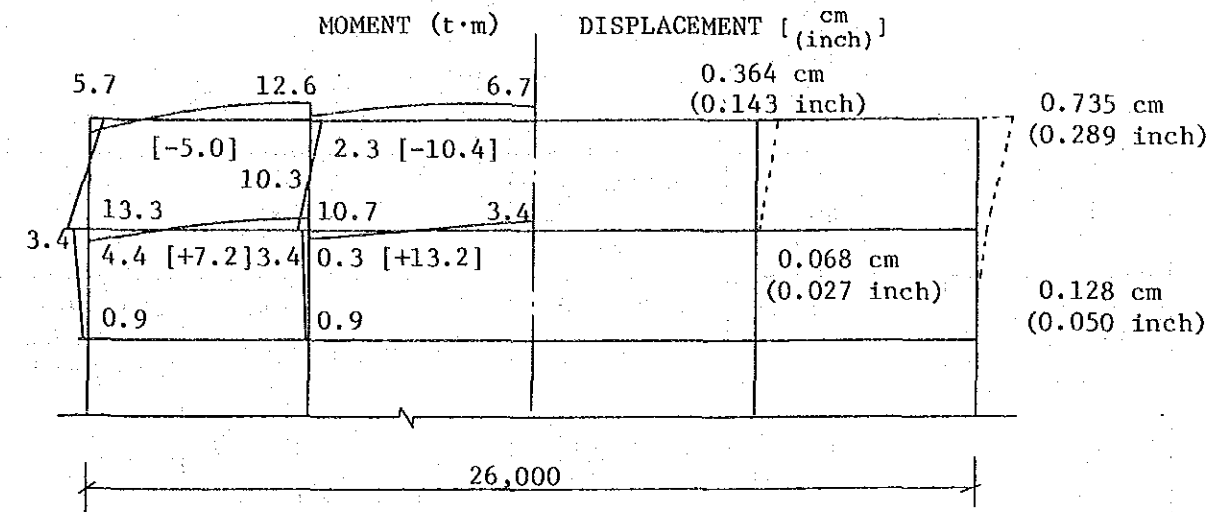 MOMENT (t·m) DISPLACEMENT [cm (inch)]
5.7 12.6 6.7 0.364 cm
(0.143 inch)
0.735 cm
(0.289 inch)
[-5.0] 2.3 [-10.4]
10.3
13.3 10.7 3.4
3.4
4.4 [+7.2] 3.4 0.3 [+13.2] 0.068 cm
(0.027 inch)
0.128 cm
(0.050 inch)
0.9 0.9
26,000